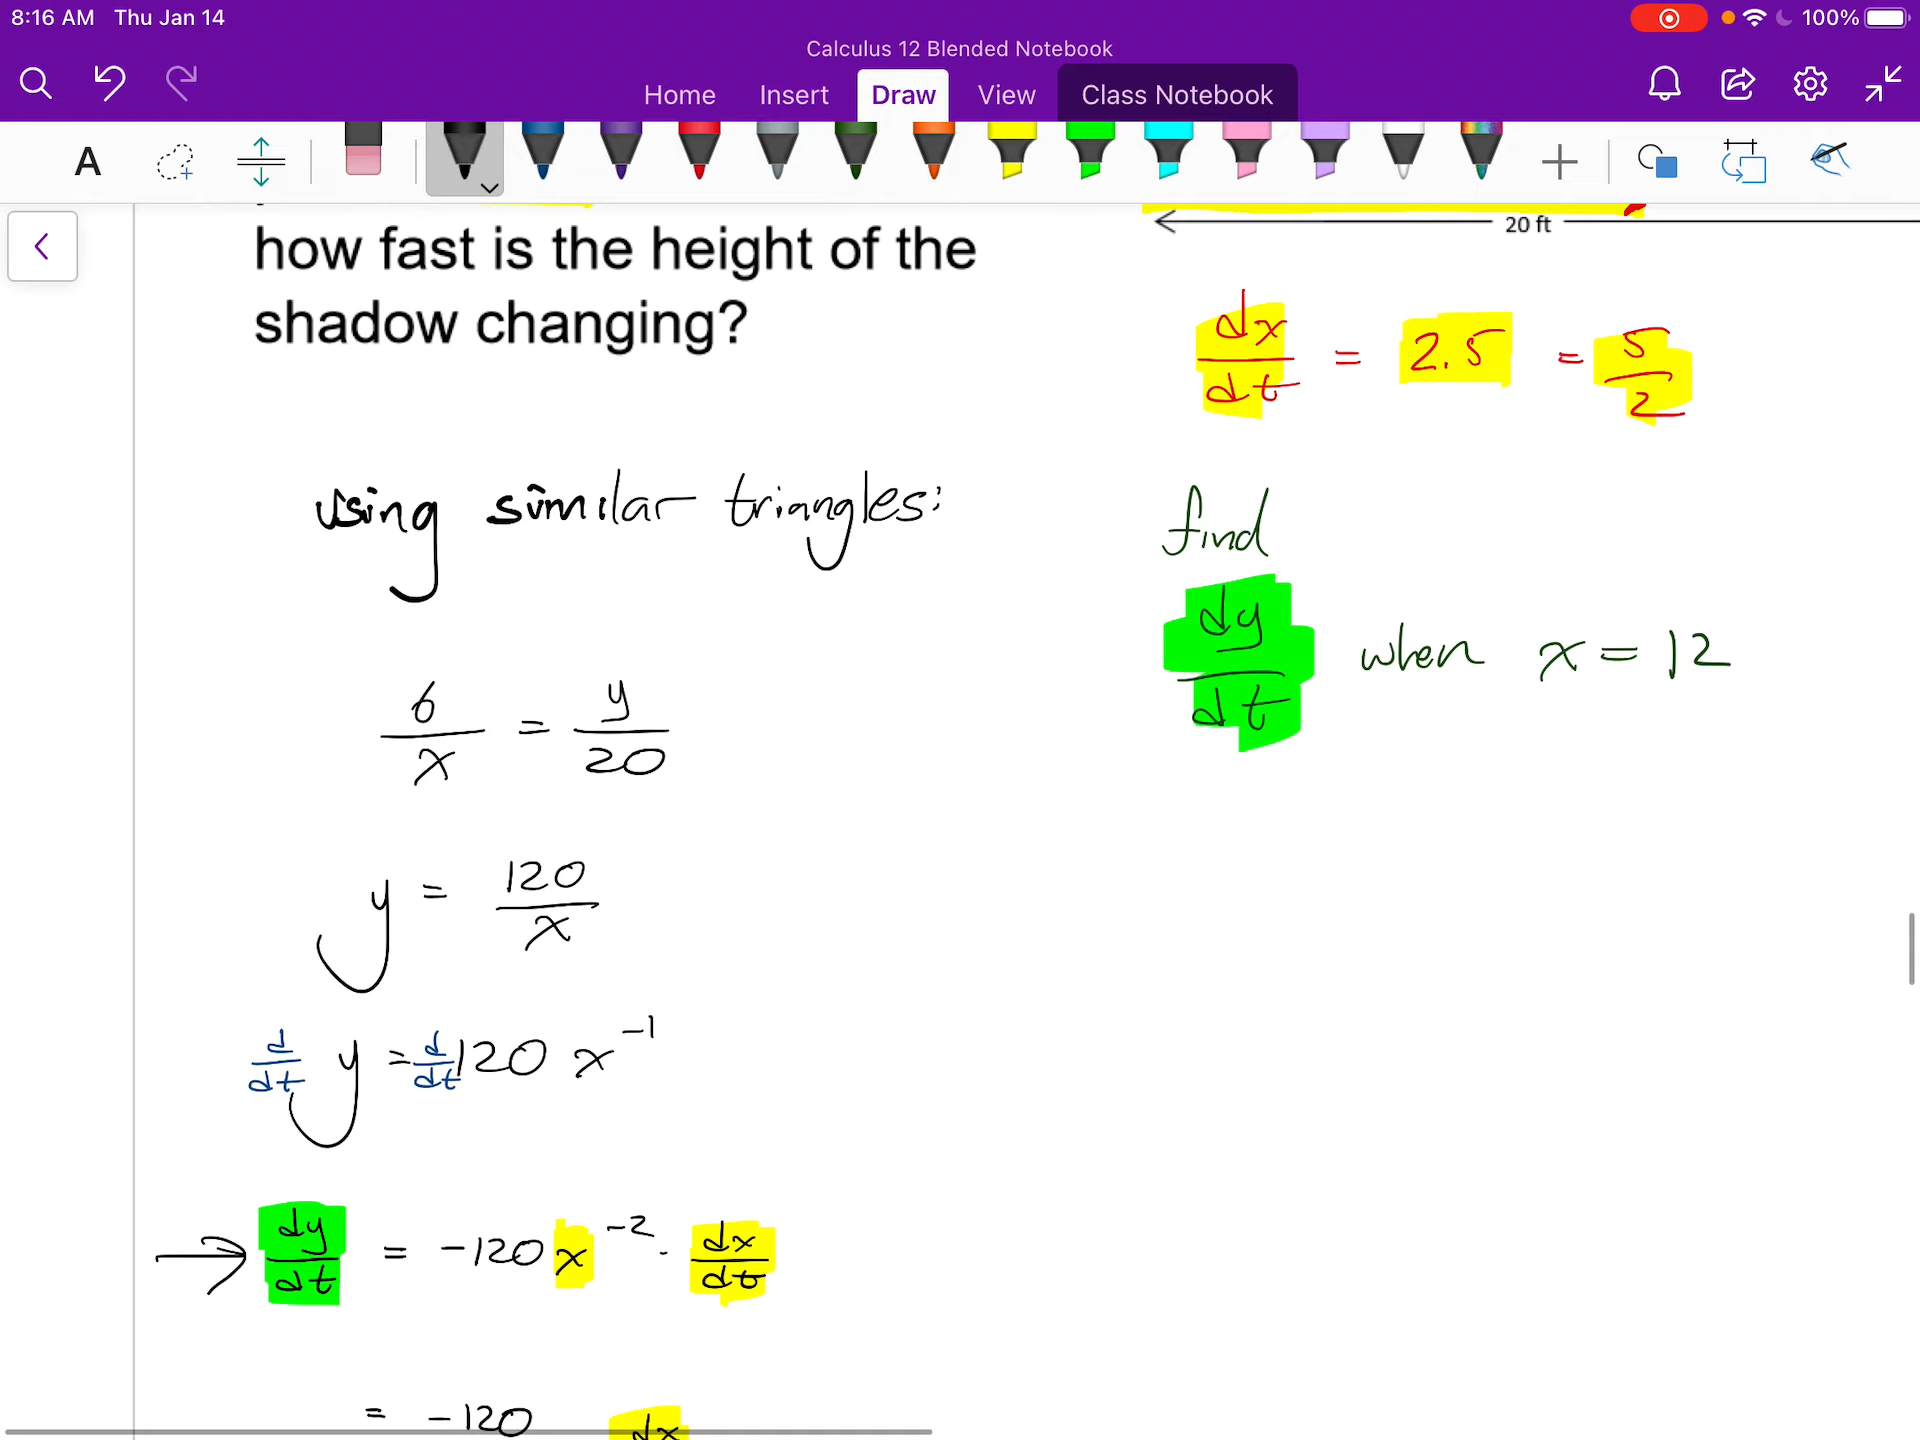 8:16 AM Thu Jan 14
100%
Calculus 12 Blended Notebook
Home Insert Draw View Class Notebook
A
20 ft
how fast is the height of the
shadow changing?
dx/dt = 2.5 = 5/2
using similar triangles:
find
dy/dt when x = 12
6/x = y/20
y = 120/x
d/dt y = d/dt 120 x^-1
dy/dt = -120 x^-2 · dx/dt
= -120 dx